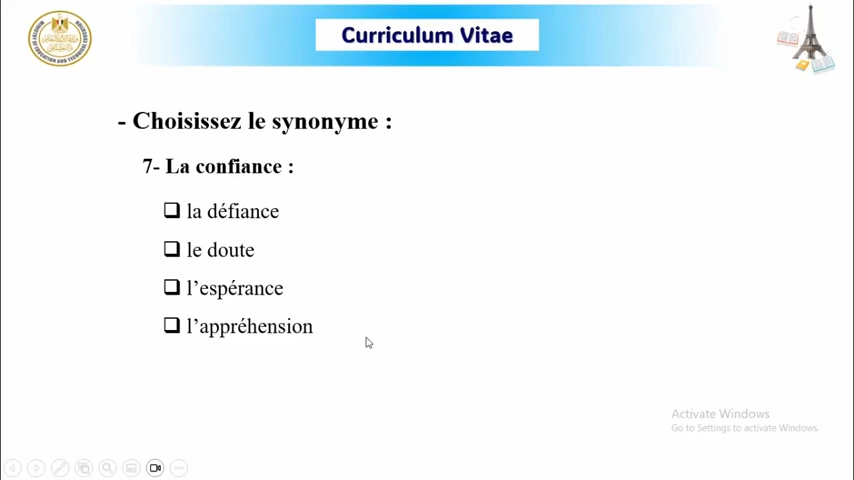 Curriculum Vitae
- Choisissez le synonyme :
7- La confiance :
la défiance
le doute
l’espérance
l’appréhension
Activate Windows
Go to Settings to activate Windows.